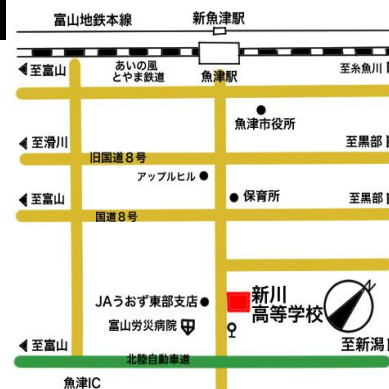 富山地鉄本線
新魚津駅
至富山
あいの風
とやま鉄道
魚津駅
至糸魚川
魚津市役所
至滑川
至黒部
旧国道8号
アップルヒル
至富山
保育所
至黒部
国道8号
JAうおず東部支店
新川
高等学校
富山労災病院
至富山
至新潟
北陸自動車道
魚津IC